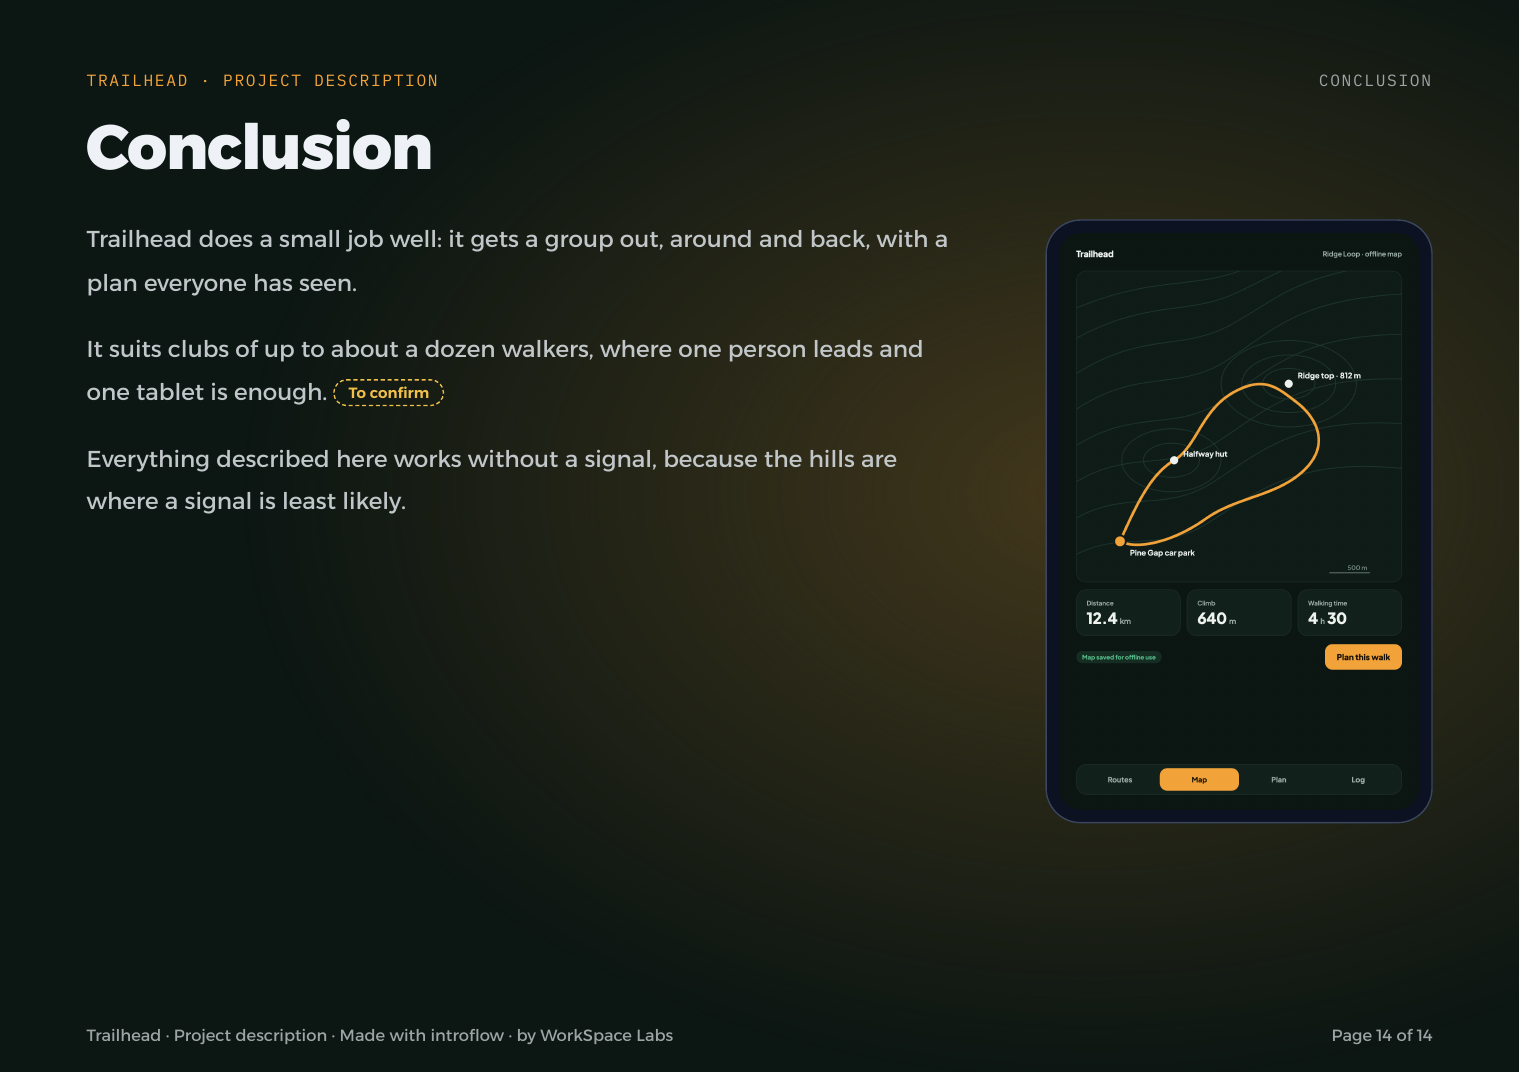 TRAILHEAD · PROJECT DESCRIPTION
CONCLUSION
Conclusion
Trailhead does a small job well: it gets a group out, around and back, with a
plan everyone has seen.
It suits clubs of up to about a dozen walkers, where one person leads and
one tablet is enough. To confirm
Everything described here works without a signal, because the hills are
where a signal is least likely.
Trailhead
Ridge Loop · offline map
Ridge top · 812 m
Halfway hut
Pine Gap car park
500 m
Distance
12.4 km
Climb
640 m
Walking time
4 h 30
Map saved for offline use
Plan this walk
Routes
Map
Plan
Log
Trailhead · Project description · Made with introflow · by WorkSpace Labs
Page 14 of 14